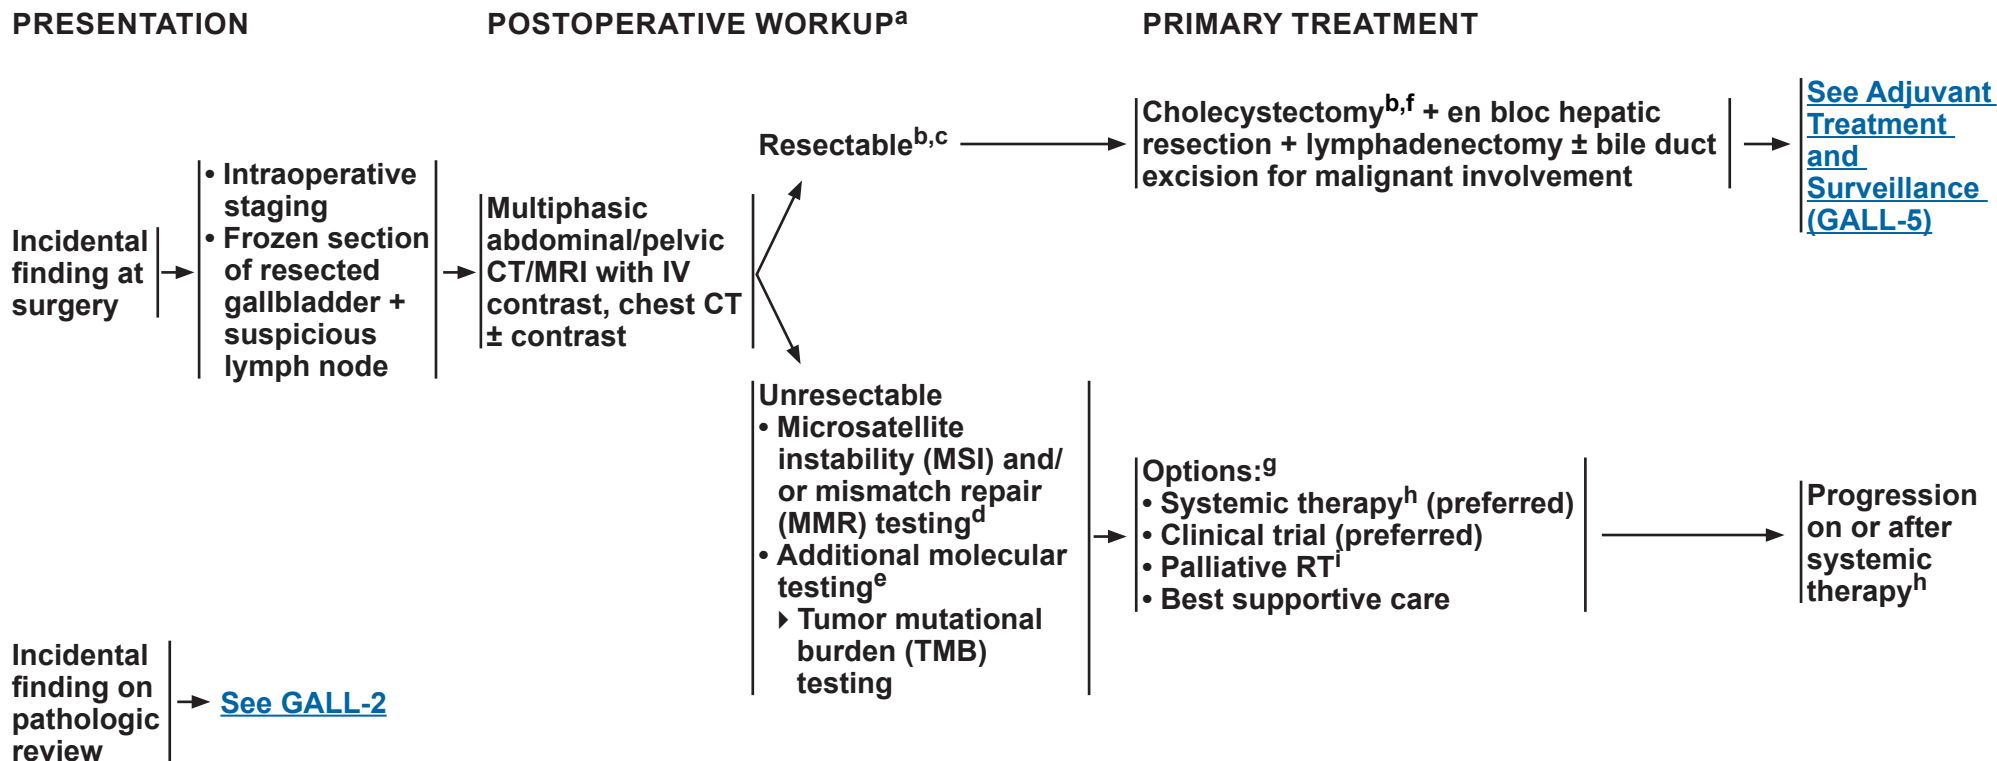 PRESENTATION
POSTOPERATIVE WORKUPa
PRIMARY TREATMENT
Incidental
finding at
surgery
• Intraoperative
staging
• Frozen section
of resected
gallbladder +
suspicious
lymph node
Multiphasic
abdominal/pelvic
CT/MRI with IV
contrast, chest CT
± contrast
Resectableb,c
Cholecystectomyb,f + en bloc hepatic
resection + lymphadenectomy ± bile duct
excision for malignant involvement
See Adjuvant
Treatment
and
Surveillance
(GALL-5)
Unresectable
• Microsatellite
instability (MSI) and/
or mismatch repair
(MMR) testingd
• Additional molecular
testinge
‣ Tumor mutational
burden (TMB)
testing
Options:g
• Systemic therapyh (preferred)
• Clinical trial (preferred)
• Palliative RTi
• Best supportive care
Progression
on or after
systemic
therapyh
Incidental
finding on
pathologic
review
See GALL-2